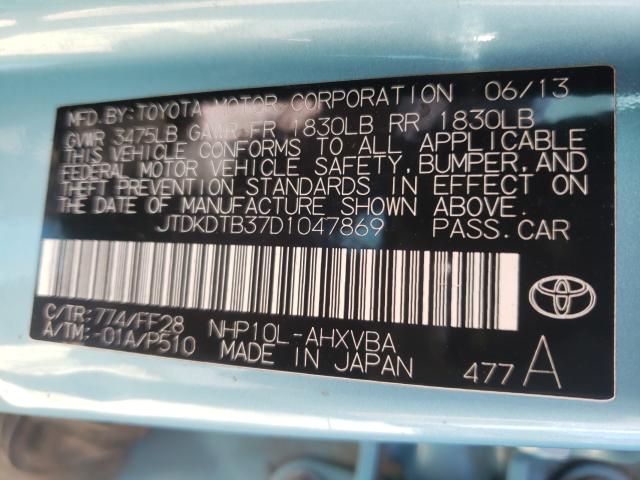 MFD.BY:TOYOTA MOTOR CORPORATION 06/13
GVWR 3475LB GAWR FR 1830LB RR 1830LB
THIS VEHICLE CONFORMS TO ALL APPLICABLE
FEDERAL MOTOR VEHICLE SAFETY,BUMPER,AND
THEFT PREVENTION STANDARDS IN EFFECT ON
THE DATE OF MANUFACTURE SHOWN ABOVE.
JTDKDTB37D1047869 PASS.CAR
C/TR:774/FF28 NHP10L-AHXVBA
A/TM:-01A/P510 MADE IN JAPAN 477 A